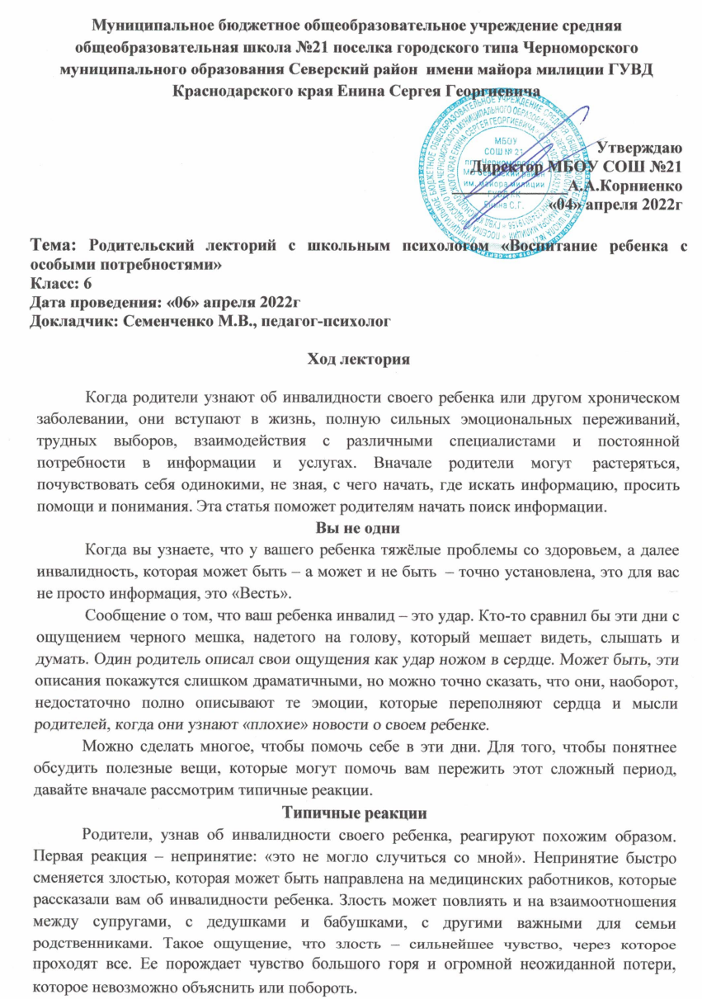 Муниципальное бюджетное общеобразовательное учреждение средняя
общеобразовательная школа №21 поселка городского типа Черноморского
муниципального образования Северский район имени майора милиции ГУВД
Краснодарского края Енина Сергея Георгиевича
МБОУ
СОШ № 21
им. майора милиции
Енина С.Г.
Утверждаю
Директор МБОУ СОШ №21
А.А.Корниенко
«04» апреля 2022г
Тема: Родительский лекторий с школьным психологом «Воспитание ребенка с
особыми потребностями»
Класс: 6
Дата проведения: «06» апреля 2022г
Докладчик: Семенченко М.В., педагог-психолог
Ход лектория
Когда родители узнают об инвалидности своего ребенка или другом хроническом
заболевании, они вступают в жизнь, полную сильных эмоциональных переживаний,
трудных выборов, взаимодействия с различными специалистами и постоянной
потребности в информации и услугах. Вначале родители могут растеряться,
почувствовать себя одинокими, не зная, с чего начать, где искать информацию, просить
помощи и понимания. Эта статья поможет родителям начать поиск информации.
Вы не одни
Когда вы узнаете, что у вашего ребенка тяжёлые проблемы со здоровьем, а далее
инвалидность, которая может быть – а может и не быть – точно установлена, это для вас
не просто информация, это «Весть».
Сообщение о том, что ваш ребенка инвалид – это удар. Кто-то сравнил бы эти дни с
ощущением черного мешка, надетого на голову, который мешает видеть, слышать и
думать. Один родитель описал свои ощущения как удар ножом в сердце. Может быть, эти
описания покажутся слишком драматичными, но можно точно сказать, что они, наоборот,
недостаточно полно описывают те эмоции, которые переполняют сердца и мысли
родителей, когда они узнают «плохие» новости о своем ребенке.
Можно сделать многое, чтобы помочь себе в эти дни. Для того, чтобы понятнее
обсудить полезные вещи, которые могут помочь вам пережить этот сложный период,
давайте вначале рассмотрим типичные реакции.
Типичные реакции
Родители, узнав об инвалидности своего ребенка, реагируют похожим образом.
Первая реакция – непринятие: «это не могло случиться со мной». Непринятие быстро
сменяется злостью, которая может быть направлена на медицинских работников, которые
рассказали вам об инвалидности ребенка. Злость может повлиять и на взаимоотношения
между супругами, с дедушками и бабушками, с другими важными для семьи
родственниками. Такое ощущение, что злость – сильнейшее чувство, через которое
проходят все. Ее порождает чувство большого горя и огромной неожиданной потери,
которое невозможно объяснить или побороть.